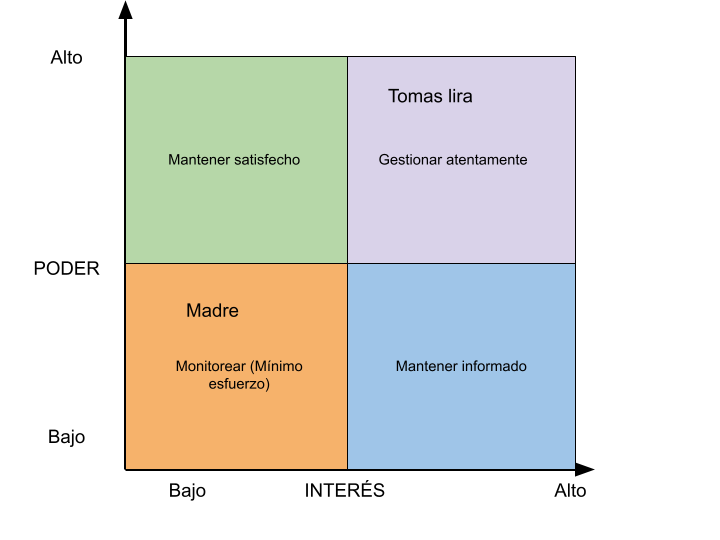 Alto
Tomas lira
Mantener satisfecho
Gestionar atentamente
PODER
Madre
Monitorear (Mínimo
esfuerzo)
Mantener informado
Bajo
Bajo
INTERÉS
Alto